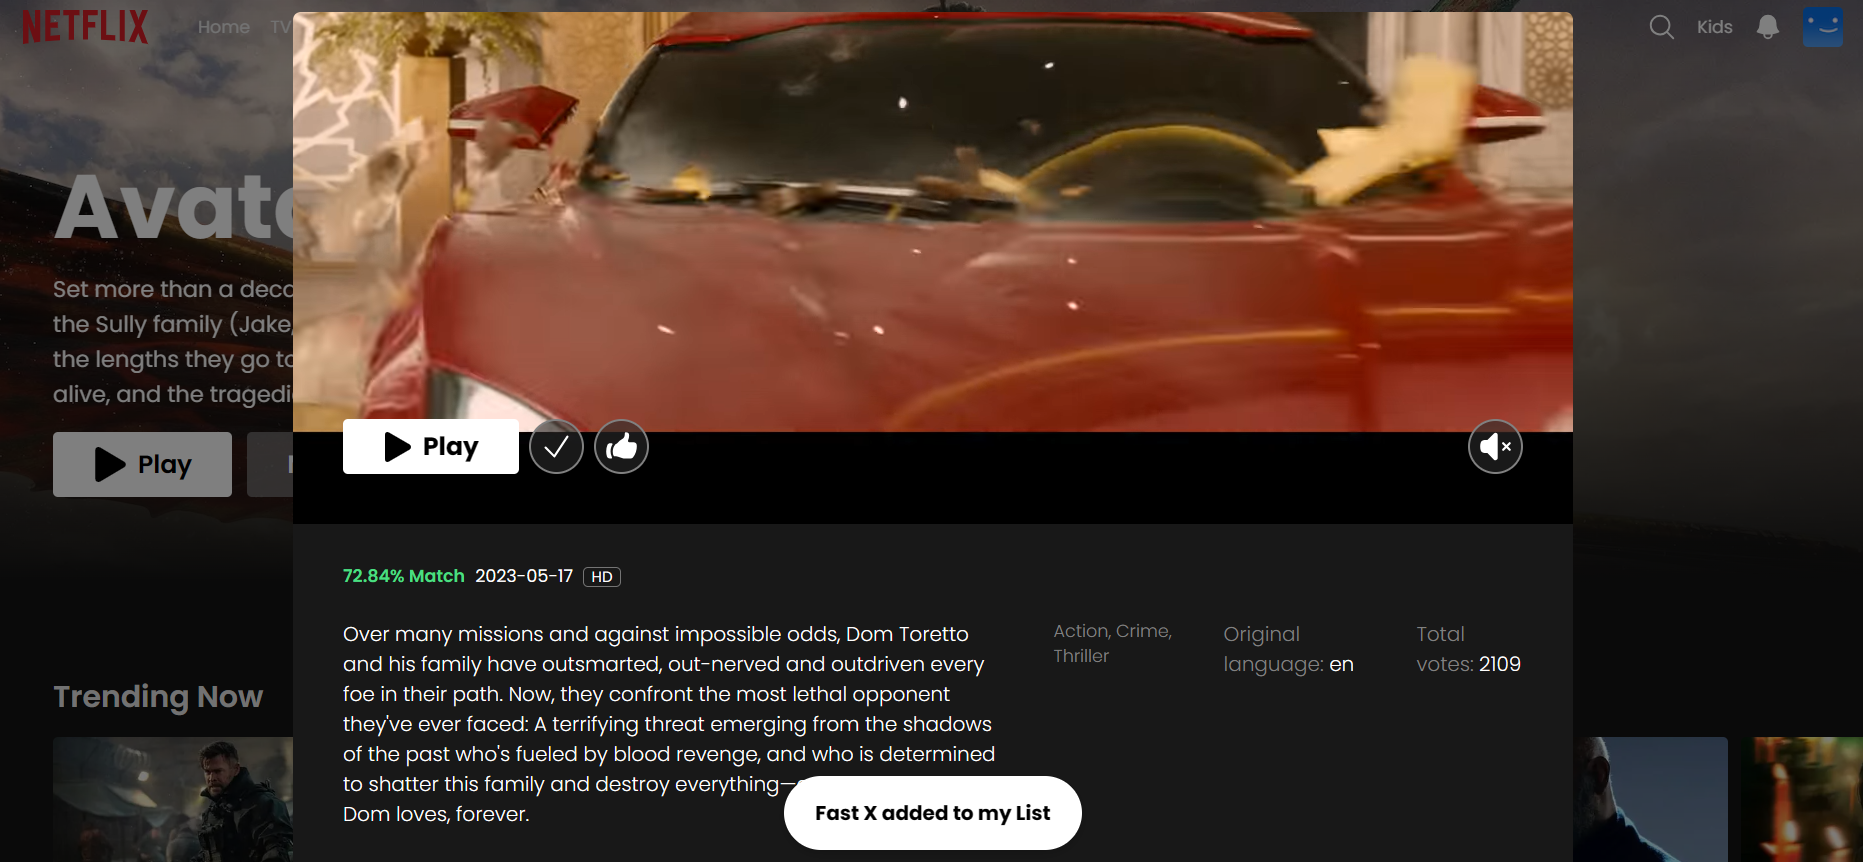 NETFLIX
Home TV
Kids
Avata
Set more than a deca
the Sully family (Jake,
the lengths they go to
alive, and the tragedi
Play
Play
72.84% Match 2023-05-17 HD
Over many missions and against impossible odds, Dom Toretto
and his family have outsmarted, out-nerved and outdriven every
foe in their path. Now, they confront the most lethal opponent
they've ever faced: A terrifying threat emerging from the shadows
of the past who's fueled by blood revenge, and who is determined
to shatter this family and destroy everything—
Dom loves, forever.
Action, Crime,
Thriller
Original
language: en
Total
votes: 2109
Trending Now
Fast X added to my List